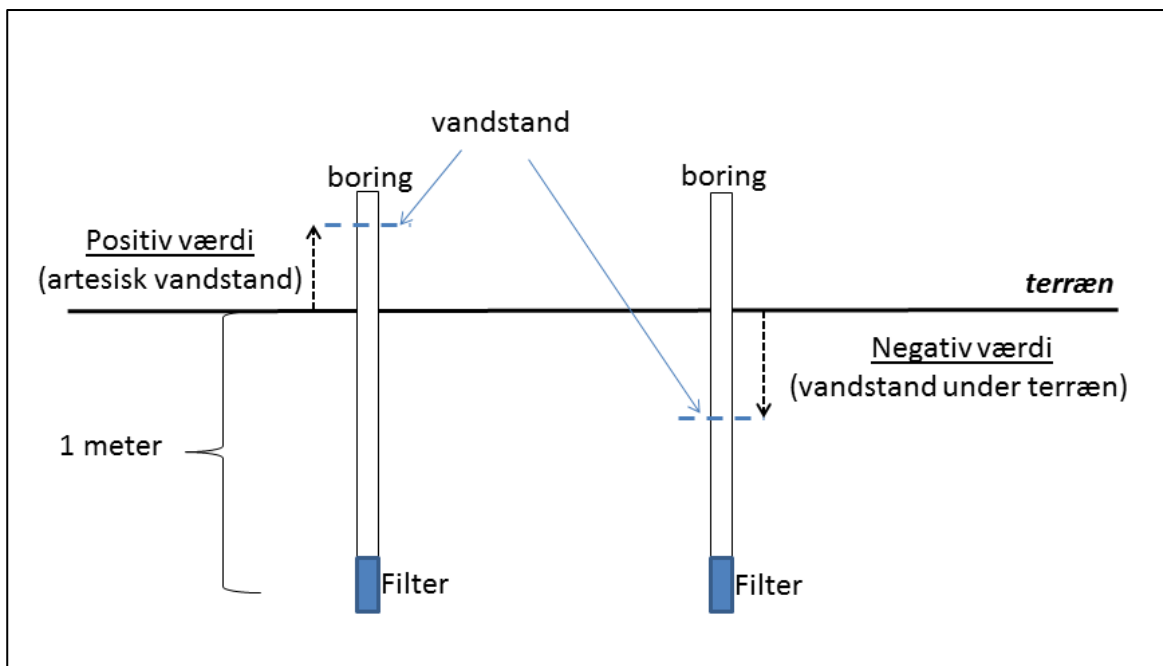 vandstand
boring
boring
Positiv værdi
(artesisk vandstand)
terræn
Negativ værdi
(vandstand under terræn)
1 meter
Filter
Filter